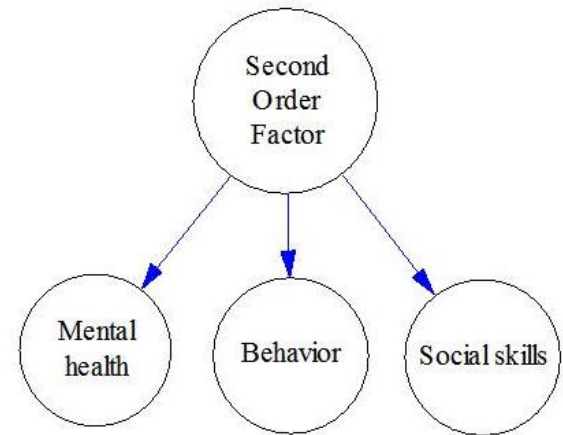 Second
Order
Factor
Mental
health
Behavior
Social skills